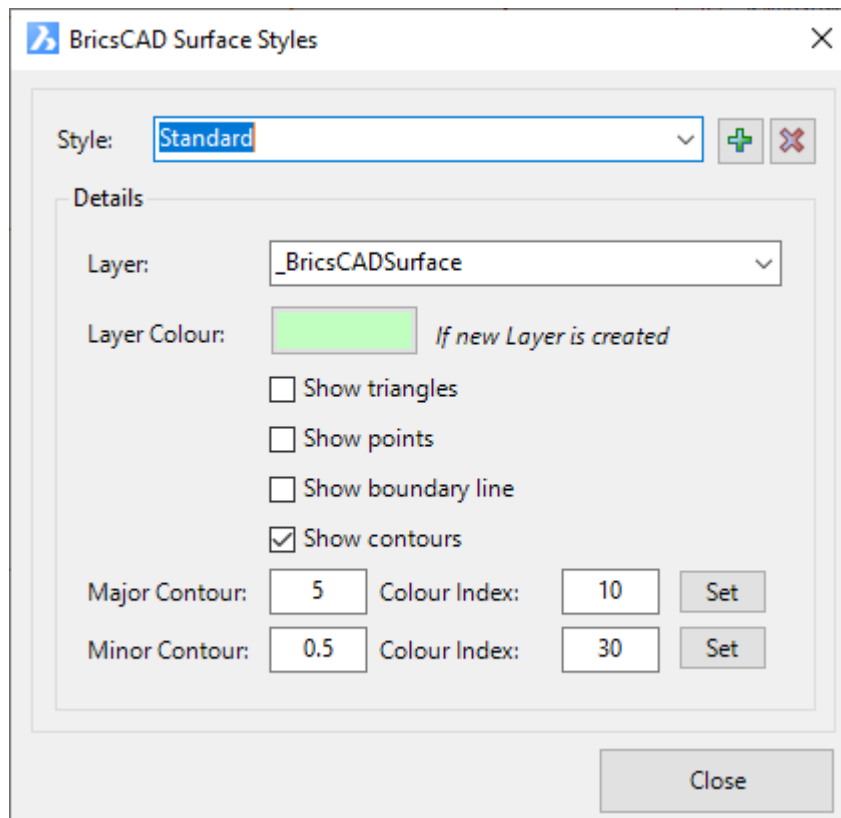 BricsCAD Surface Styles
Style: Standard
Details
Layer: _BricsCADSurface
Layer Colour: If new Layer is created
Show triangles
Show points
Show boundary line
Show contours
Major Contour: 5 Colour Index: 10 Set
Minor Contour: 0.5 Colour Index: 30 Set
Close